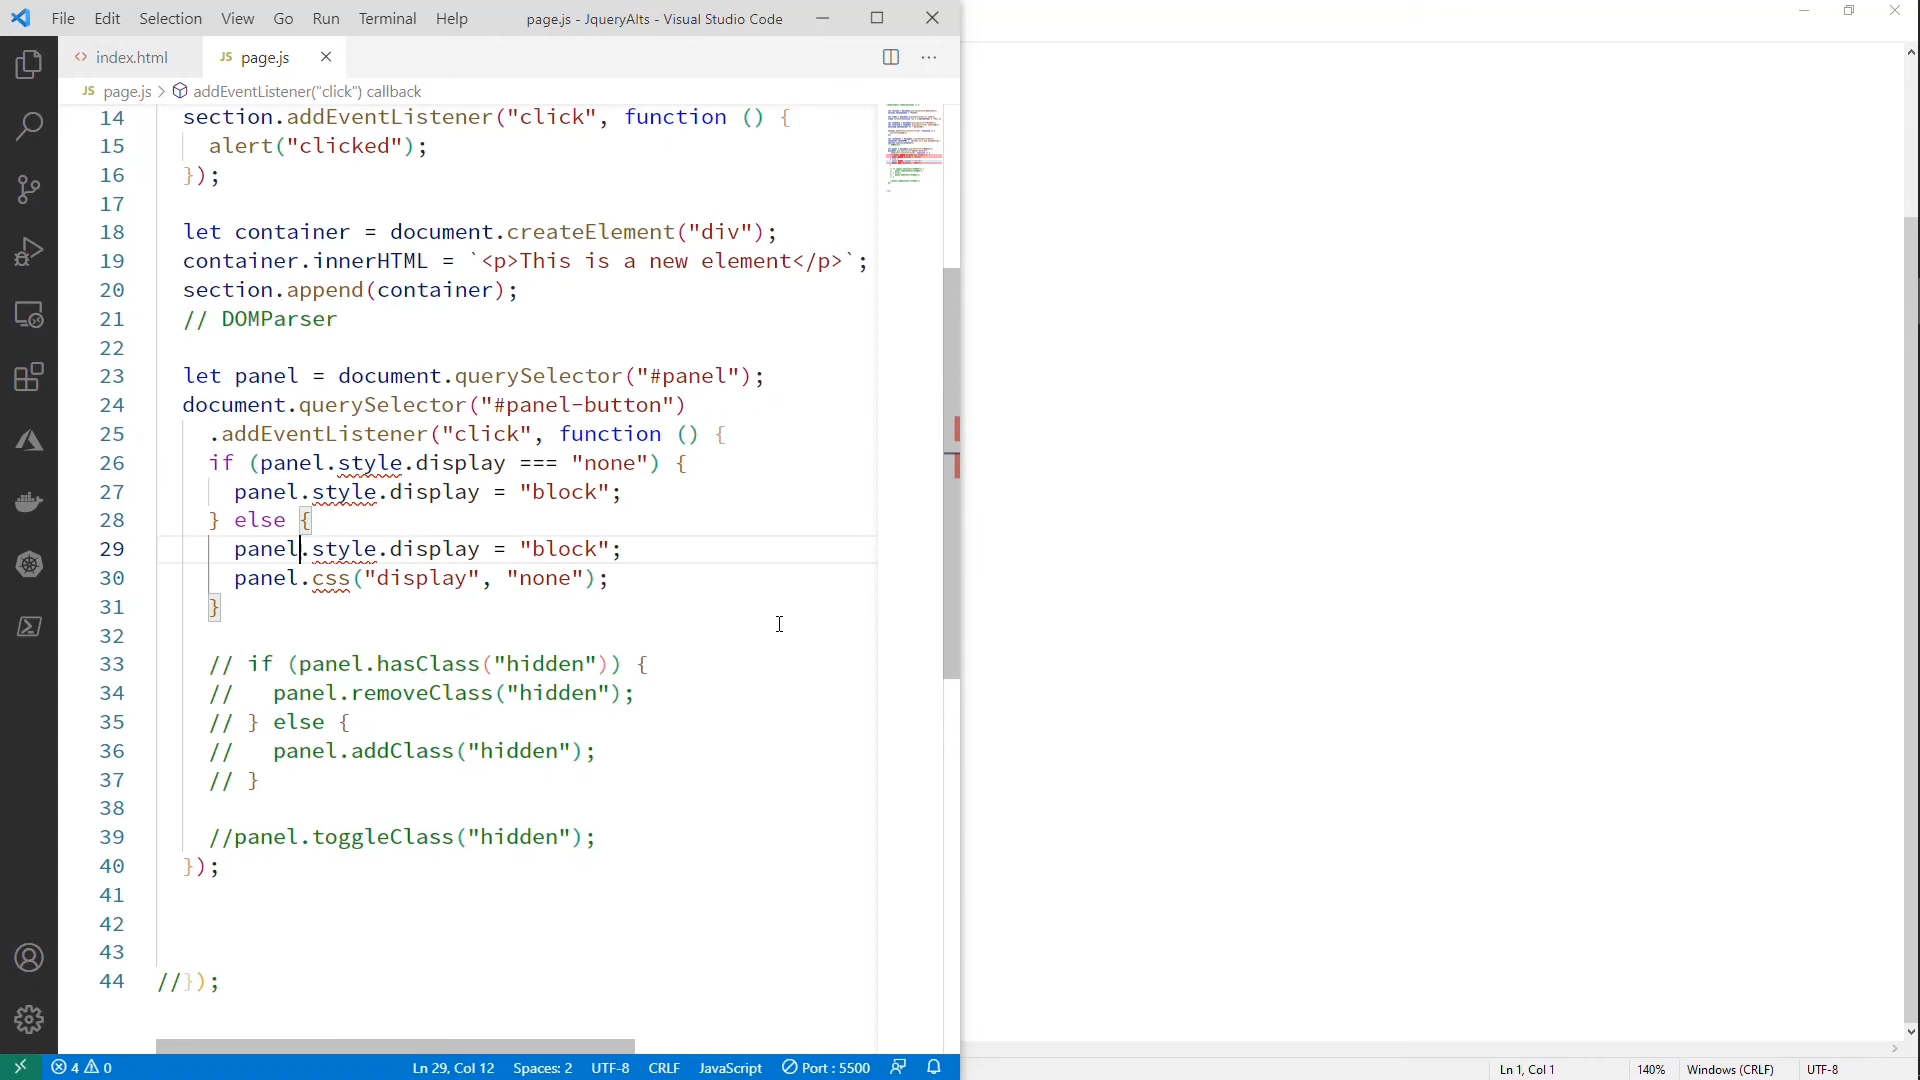 File Edit Selection View Go Run Terminal Help page.js - JqueryAlts - Visual Studio Code
<> index.html JS page.js
JS page.js > addEventListener("click") callback
14 section.addEventListener("click", function () {
15 alert("clicked");
16 });
17
18 let container = document.createElement("div");
19 container.innerHTML = `<p>This is a new element</p>`;
20 section.append(container);
21 // DOMParser
22
23 let panel = document.querySelector("#panel");
24 document.querySelector("#panel-button")
25 .addEventListener("click", function () {
26 if (panel.style.display === "none") {
27 panel.style.display = "block";
28 } else {
29 panel.style.display = "block";
30 panel.css("display", "none");
31 }
32
33 // if (panel.hasClass("hidden")) {
34 // panel.removeClass("hidden");
35 // } else {
36 // panel.addClass("hidden");
37 // }
38
39 //panel.toggleClass("hidden");
40 });
41
42
43
44 //});
4 0 Ln 29, Col 12 Spaces: 2 UTF-8 CRLF JavaScript Port : 5500
Ln 1, Col 1 140% Windows (CRLF) UTF-8